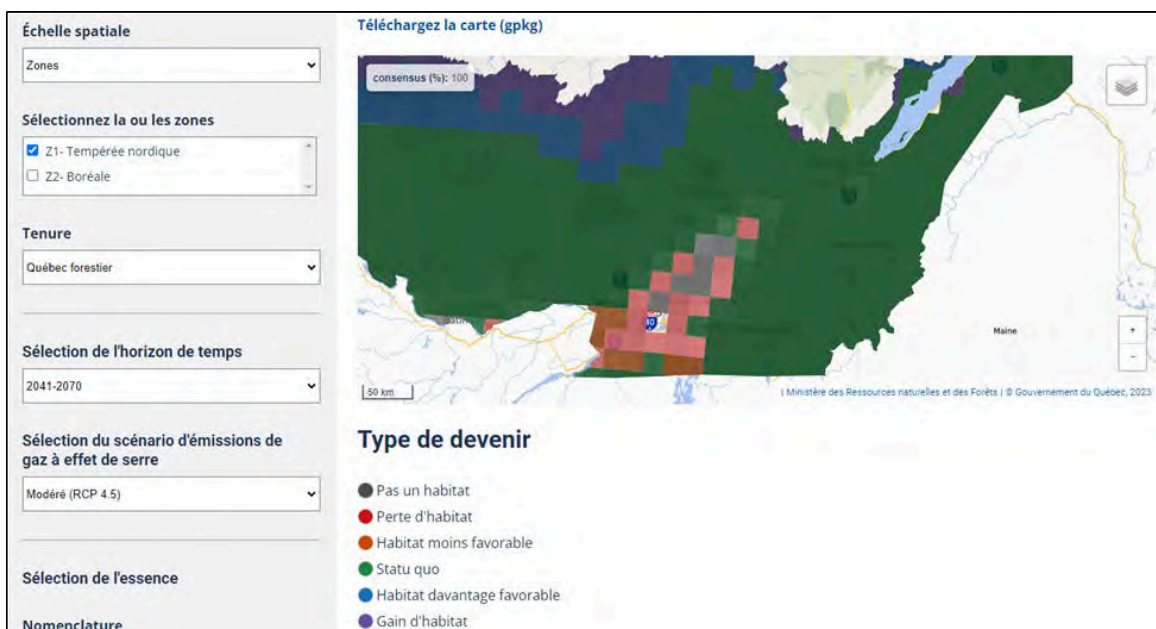 Échelle spatiale
Zones
Sélectionnez la ou les zones
Z1- Tempérée nordique
Z2- Boréale
Tenure
Québec forestier
Sélection de l'horizon de temps
2041-2070
Sélection du scénario d'émissions de
gaz à effet de serre
Modéré (RCP 4.5)
Sélection de l'essence
Nomenclature
Téléchargez la carte (gpkg)
consensus (%): 100
Maine
+
−
50 km
| Ministère des Ressources naturelles et des Forêts | © Gouvernement du Québec, 2023
Type de devenir
Pas un habitat
Perte d'habitat
Habitat moins favorable
Statu quo
Habitat davantage favorable
Gain d'habitat